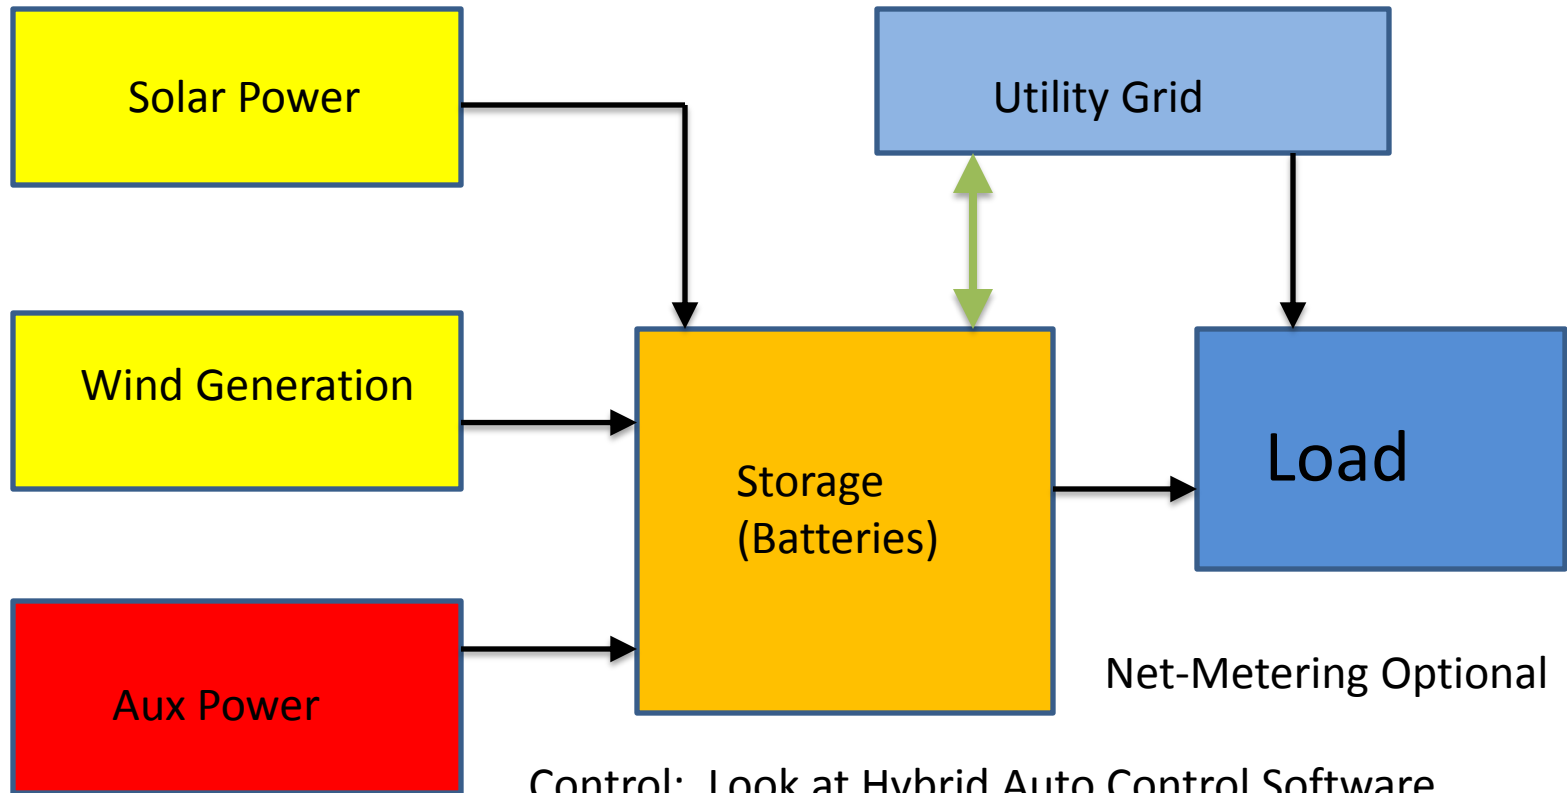 Solar Power
Utility Grid
Wind Generation
Storage
(Batteries)
Load
Net-Metering Optional
Aux Power
Control:  Look at Hybrid Auto Control Software